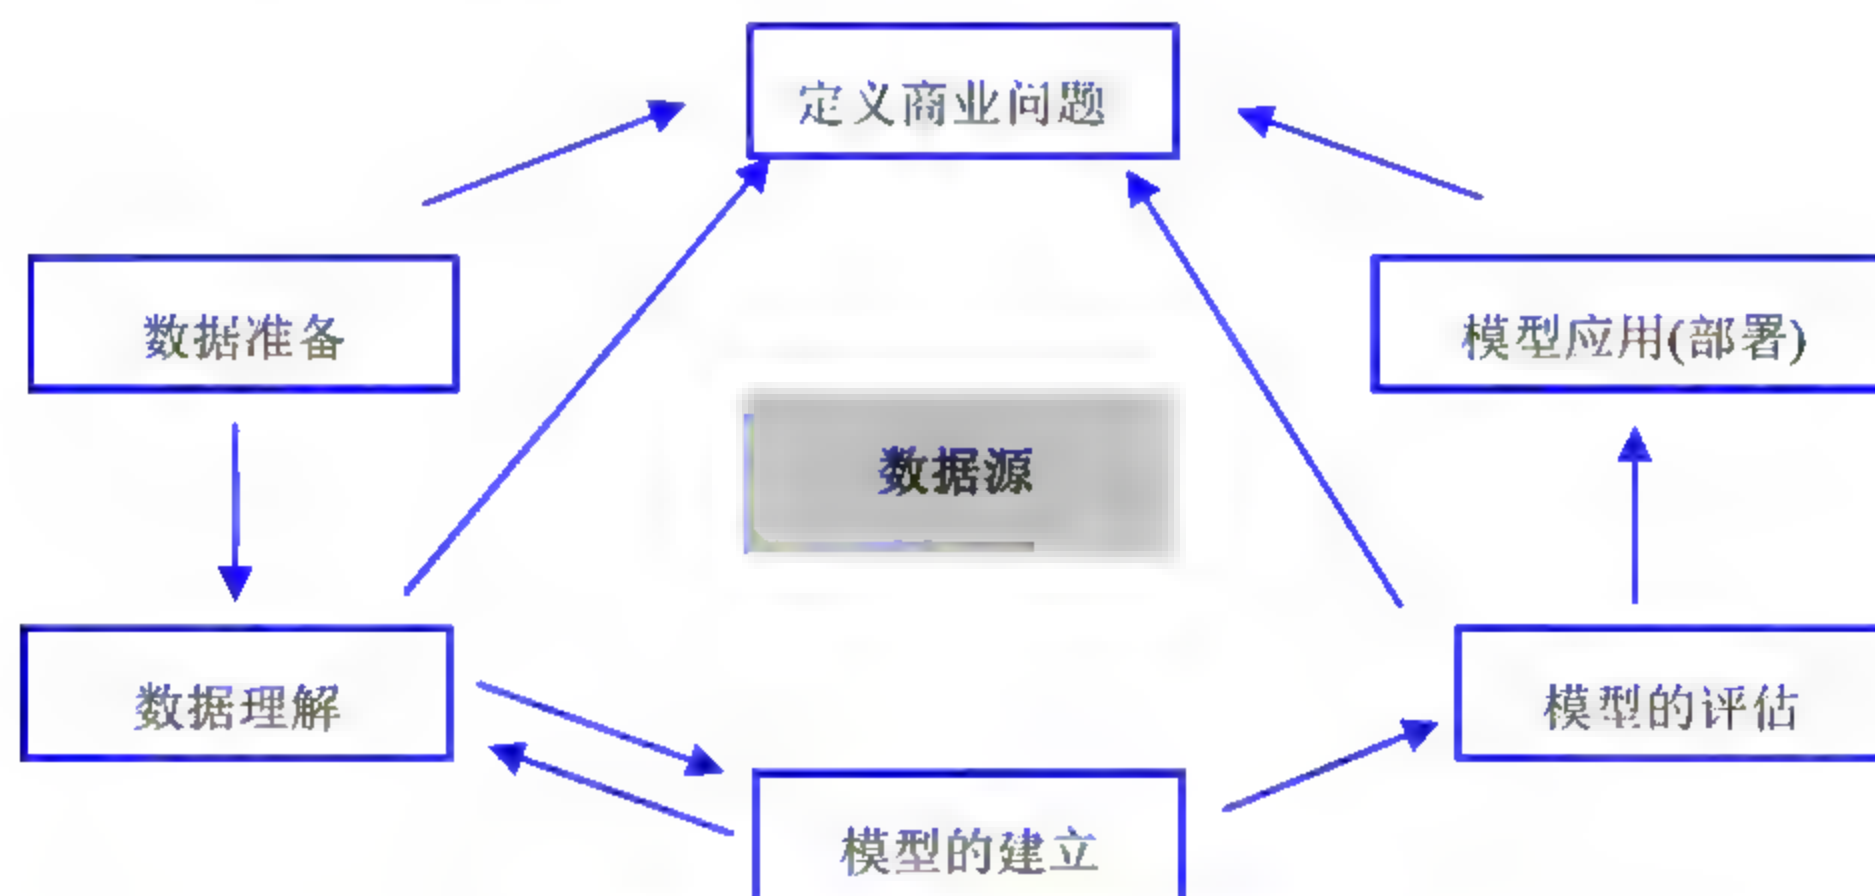 定义商业问题
数据准备
模型应用(部署)
数据源
数据理解
模型的评估
模型的建立